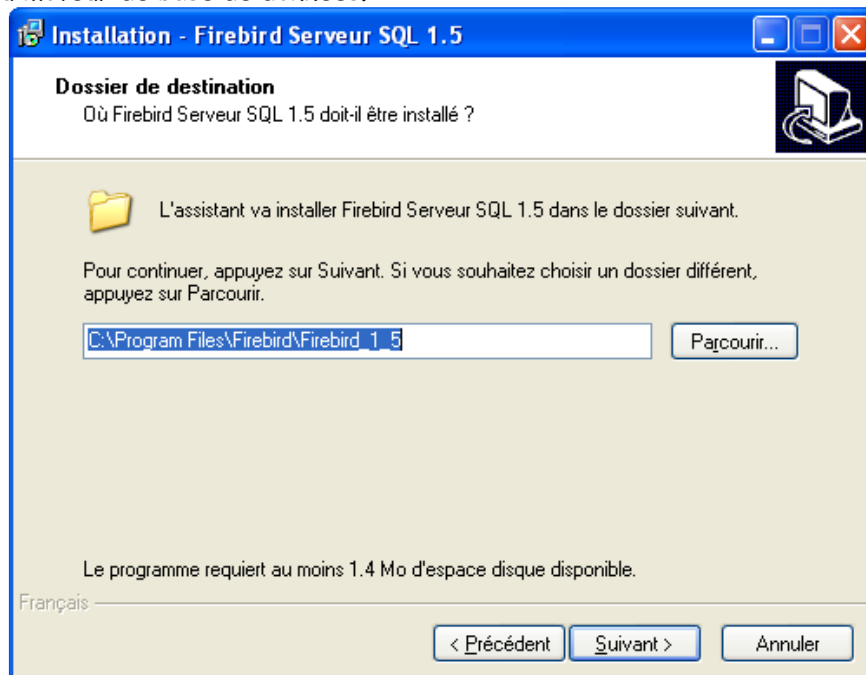 Installation - Firebird Serveur SQL 1.5
Dossier de destination
Où Firebird Serveur SQL 1.5 doit-il être installé ?
L'assistant va installer Firebird Serveur SQL 1.5 dans le dossier suivant.
Pour continuer, appuyez sur Suivant. Si vous souhaitez choisir un dossier différent,
appuyez sur Parcourir.
C:\Program Files\Firebird\Firebird_1_5
Parcourir...
Le programme requiert au moins 1.4 Mo d'espace disque disponible.
Français
< Précédent
Suivant >
Annuler